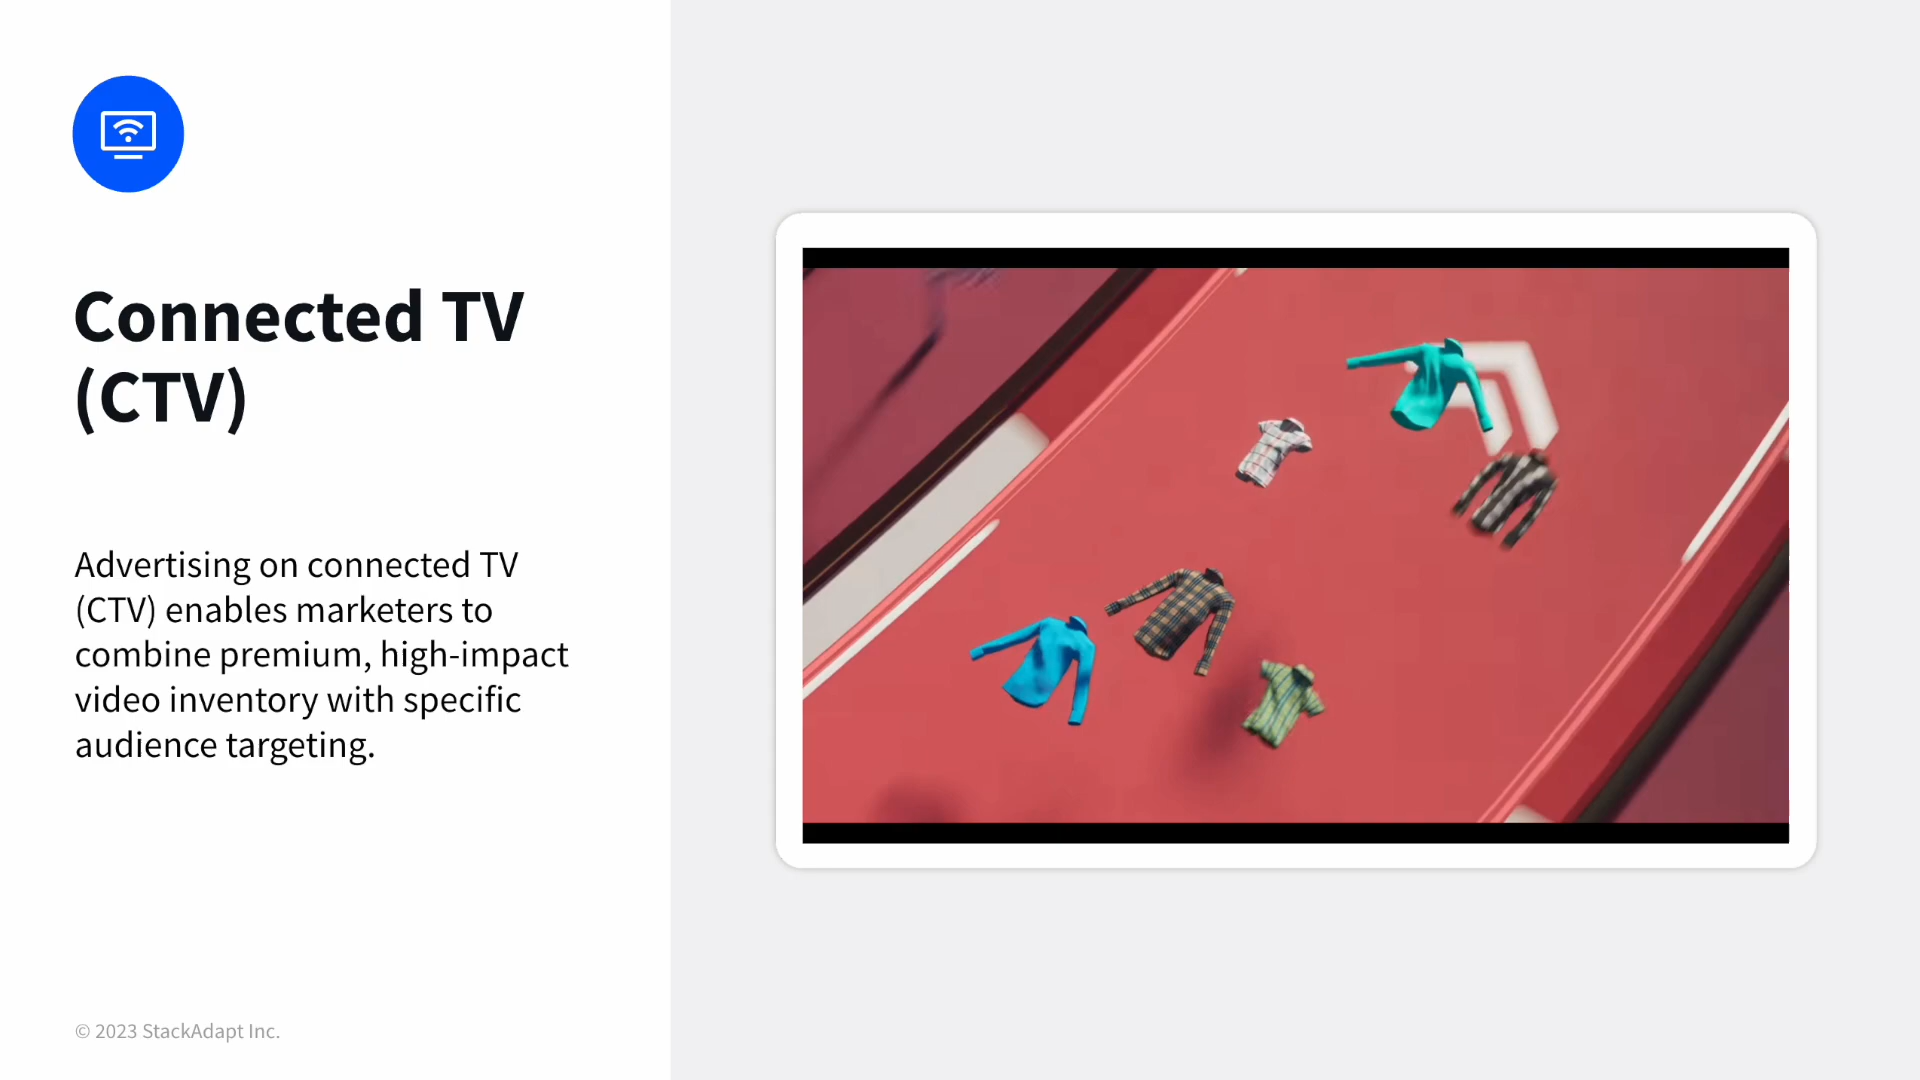 Connected TV
(CTV)
Advertising on connected TV
(CTV) enables marketers to
combine premium, high-impact
video inventory with specific
audience targeting.
© 2023 StackAdapt Inc.